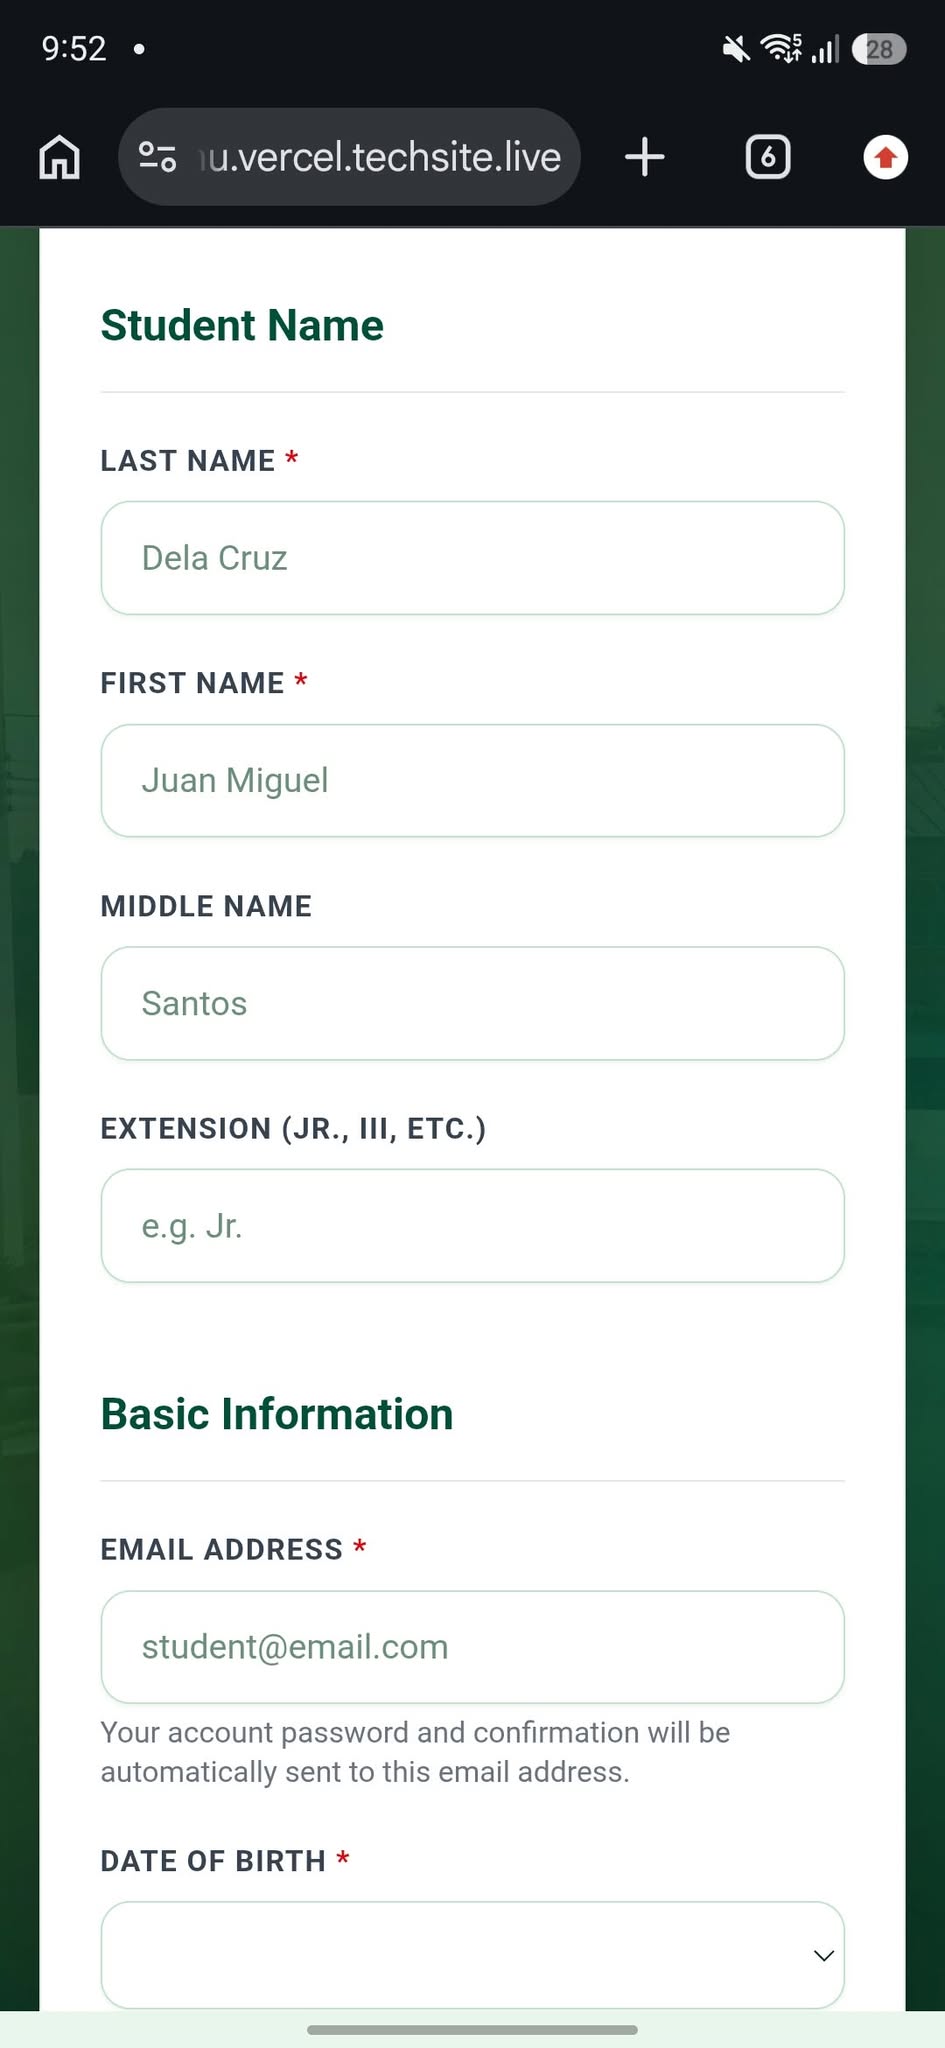 9:52
5
28
u.vercel.techsite.live
6
Student Name
LAST NAME *
Dela Cruz
FIRST NAME *
Juan Miguel
MIDDLE NAME
Santos
EXTENSION (JR., III, ETC.)
e.g. Jr.
Basic Information
EMAIL ADDRESS *
student@email.com
Your account password and confirmation will be
automatically sent to this email address.
DATE OF BIRTH *